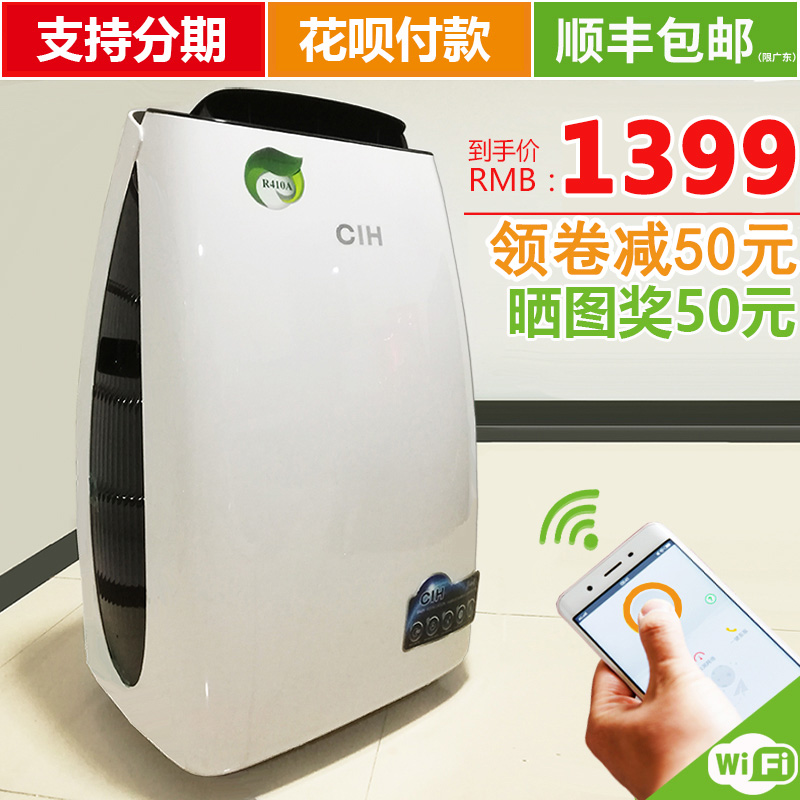 支持分期
花呗付款
顺丰包邮（限广东）
到手价
RMB：1399
领卷减50元
晒图奖50元
R410A
CIH
CIH
WiFi